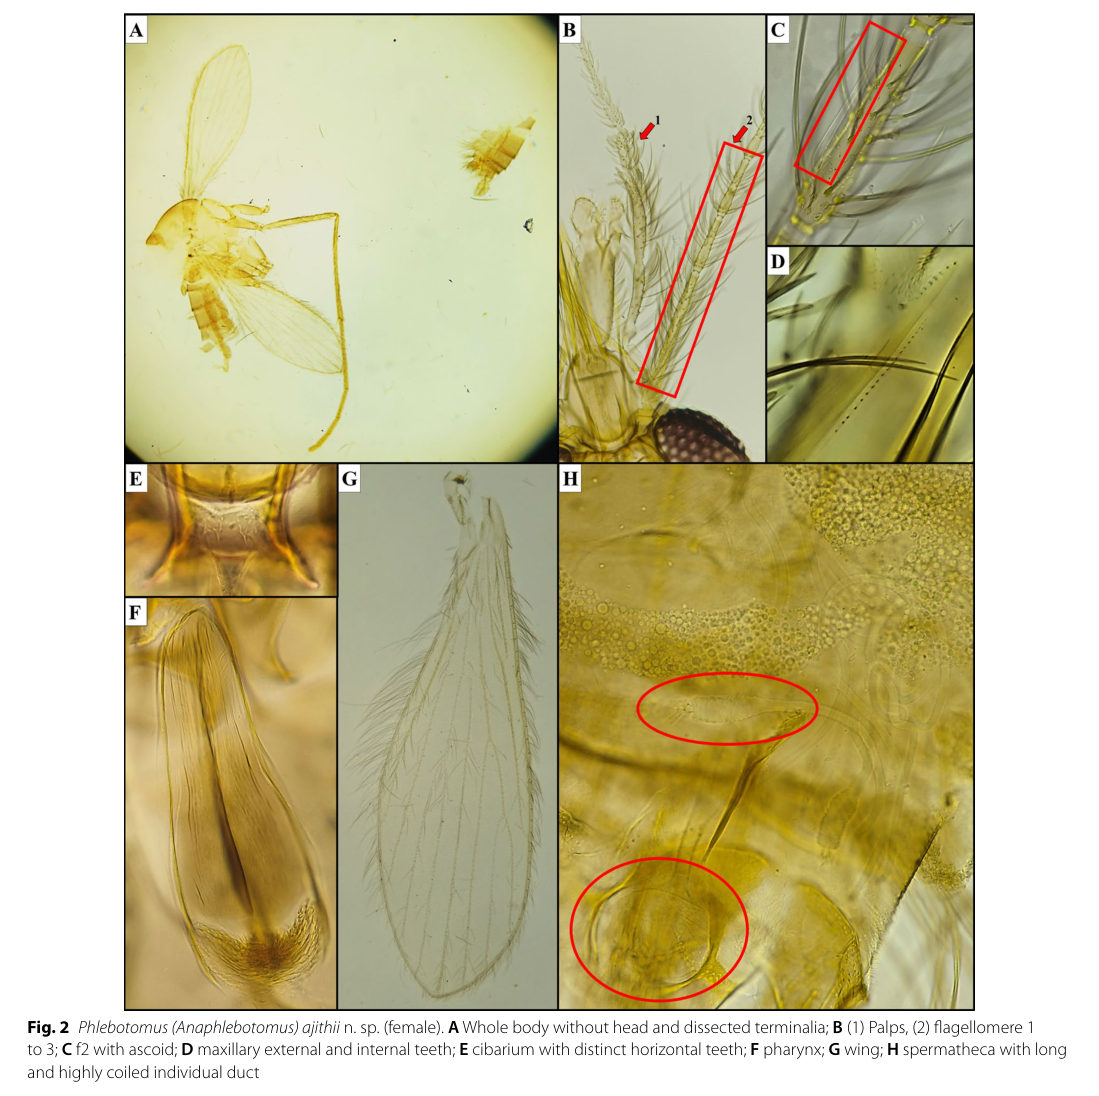 A
B
C
1
2
D
E
G
H
F
Fig. 2 Phlebotomus (Anaphlebotomus) ajithii n. sp. (female). A Whole body without head and dissected terminalia; B (1) Palps, (2) flagellomere 1
to 3; C f2 with ascoid; D maxillary external and internal teeth; E cibarium with distinct horizontal teeth; F pharynx; G wing; H spermatheca with long
and highly coiled individual duct